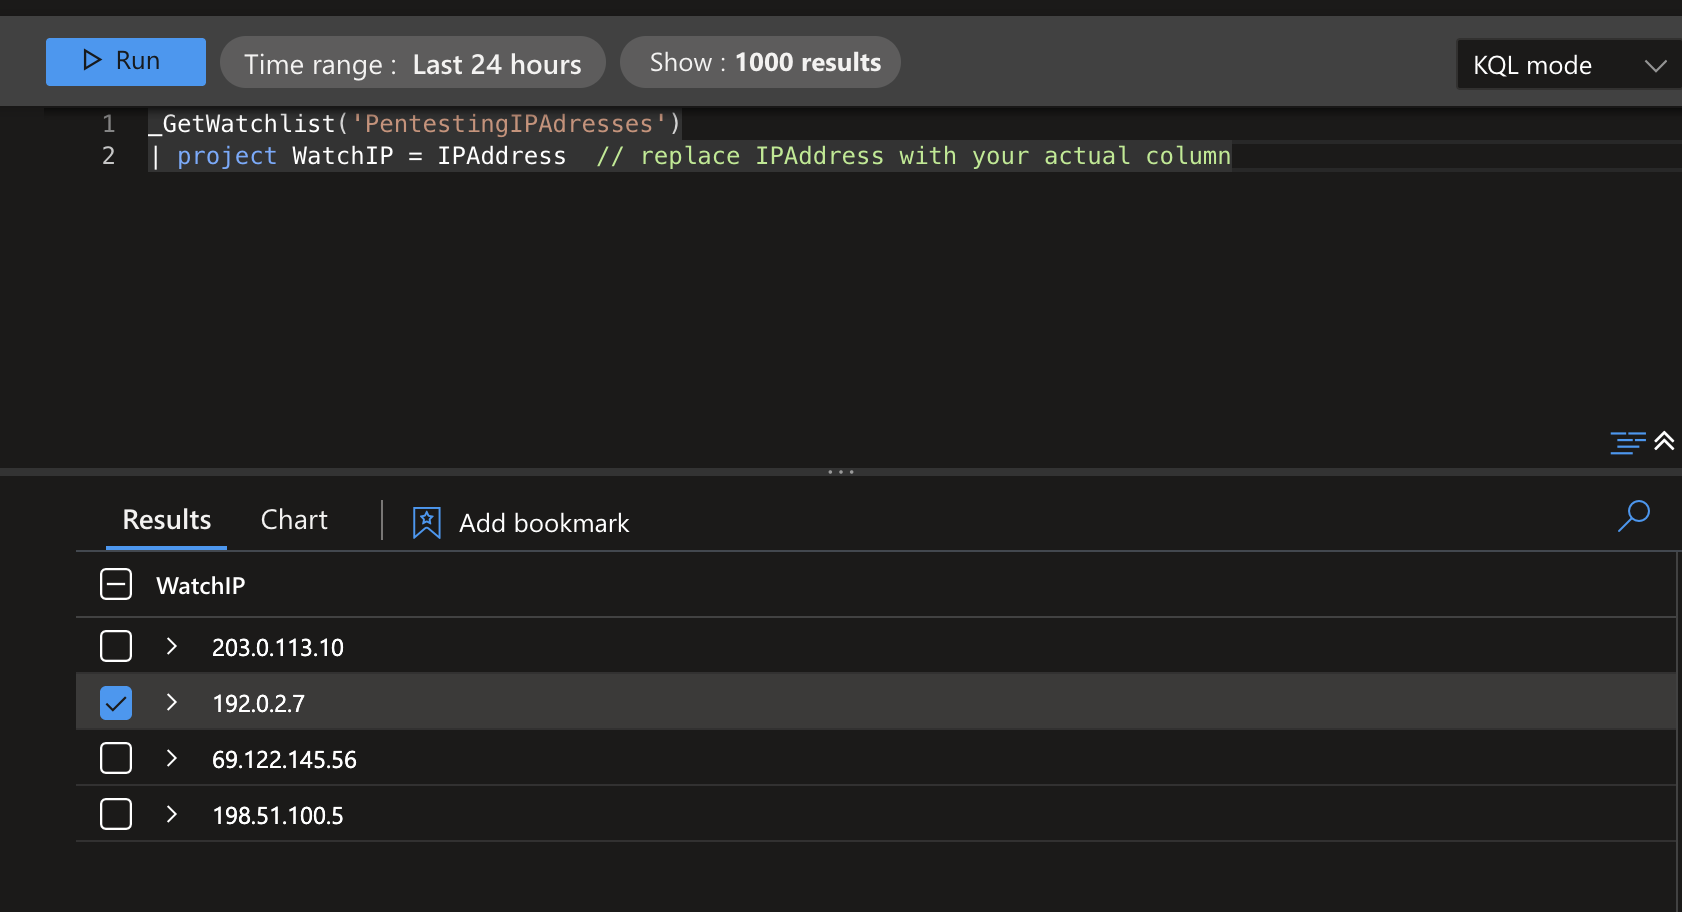 Run
Time range : Last 24 hours
Show : 1000 results
KQL mode
1 _GetWatchlist('PentestingIPAdresses')
2 | project WatchIP = IPAddress  // replace IPAddress with your actual column
Results
Chart
Add bookmark
WatchIP
203.0.113.10
192.0.2.7
69.122.145.56
198.51.100.5